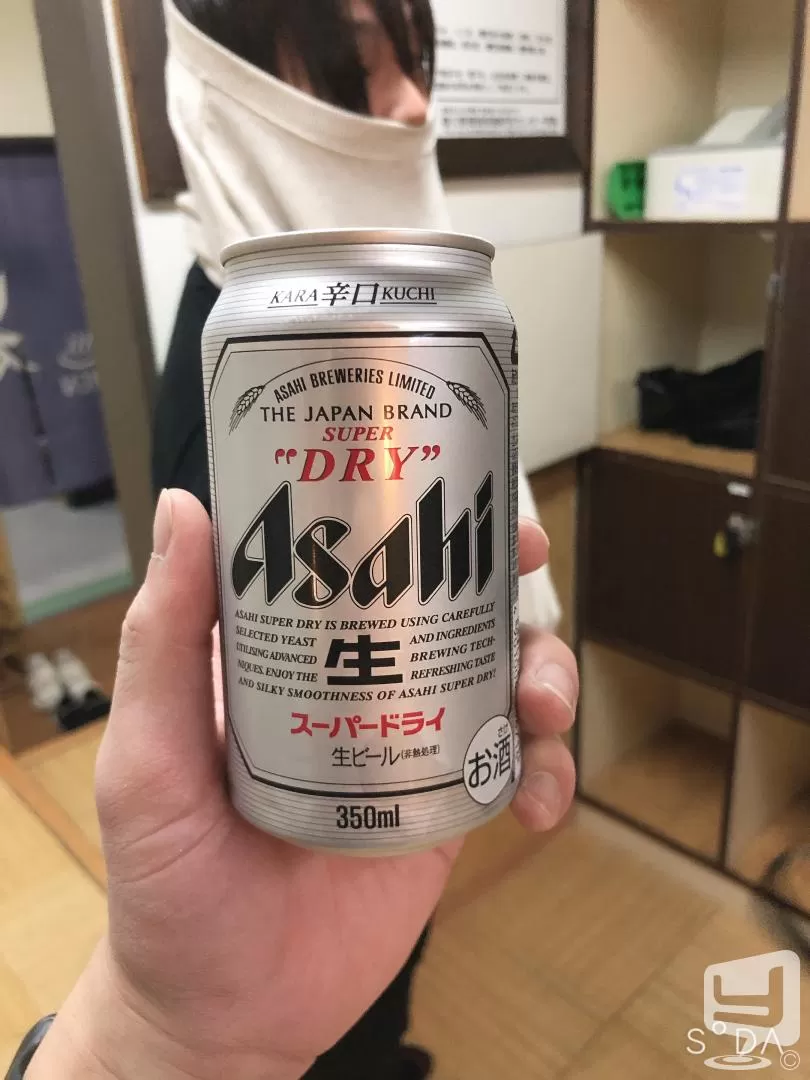 KARA 辛口 KUCHI
ASAHI BREWERIES LIMITED
THE JAPAN BRAND
SUPER
“DRY”
Asahi
ASAHI SUPER DRY IS BREWED USING CAREFULLY
SELECTED YEAST AND INGREDIENTS
UTILISING ADVANCED 生 BREWING TECH-
NIQUES. ENJOY THE REFRESHING TASTE
AND SILKY SMOOTHNESS OF ASAHI SUPER DRY!
スーパードライ
生ビール(非熱処理)
さけ
お酒
350ml
y
SODA ©